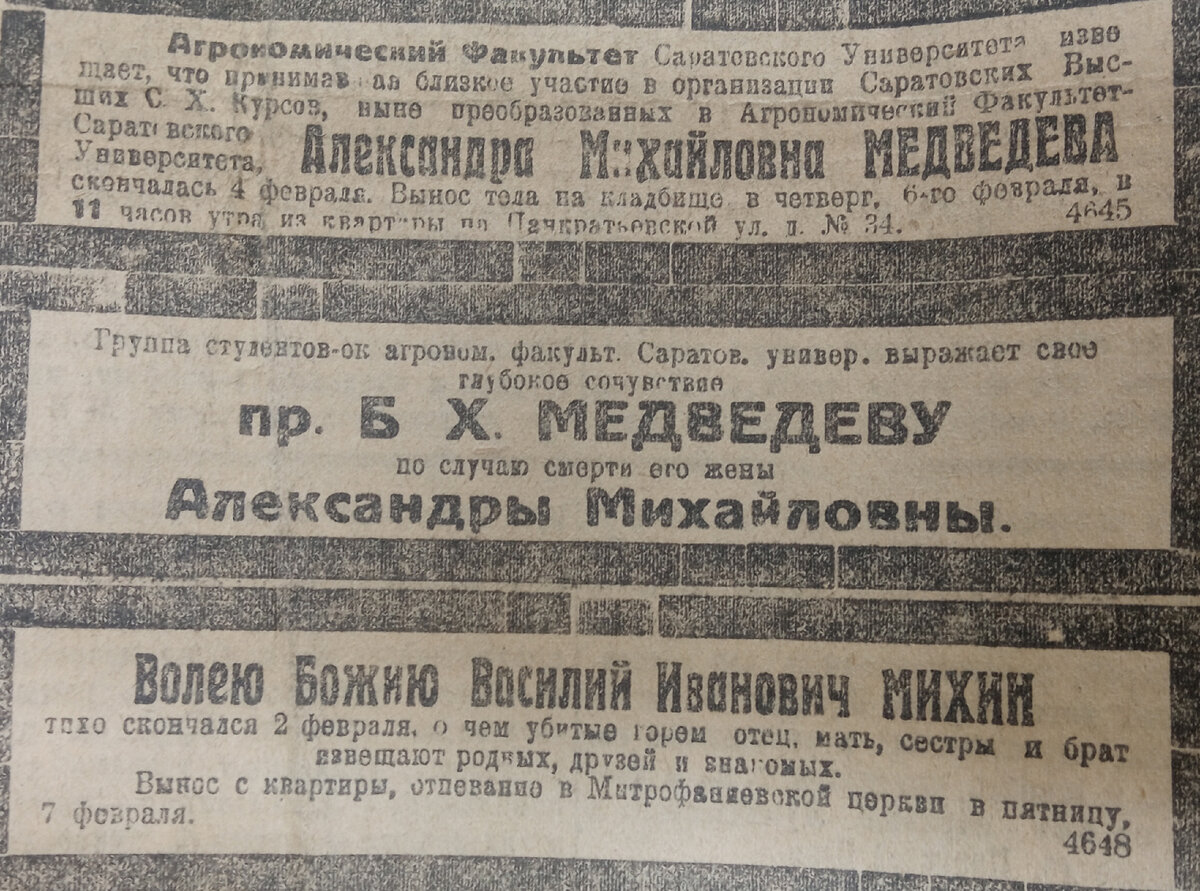 Агрономический Факультет Саратовского Университета изве
щает, что принимавшая близкое участие в организации Саратовских Выс-
ших С. Х. Курсов, ныне преобразованных в Агрономический Факультет-
Саратовского
Университета, Александра Михайловна МЕДВЕДЕВА
скончалась 4 февраля. Вынос тела на кладбище в четверг, 6-го февраля, в
11 часов утра из квартиры по Панкратьевской ул. д. № 34. 4645
Группа студентов-ок агроном. факульт. Саратов. универ. выражает свое
глубокое сочувствие
пр. Б Х. МЕДВЕДЕВУ
по случаю смерти его жены
Александры Михайловны.
Волею Божию Василий Иванович МИХИН
тихо скончался 2 февраля, о чем убитые горем отец, мать, сестры и брат
извещают родных, друзей и знакомых.
Вынос с квартиры, отпевание в Митрофаниевской церкви в пятницу,
7 февраля. 4648